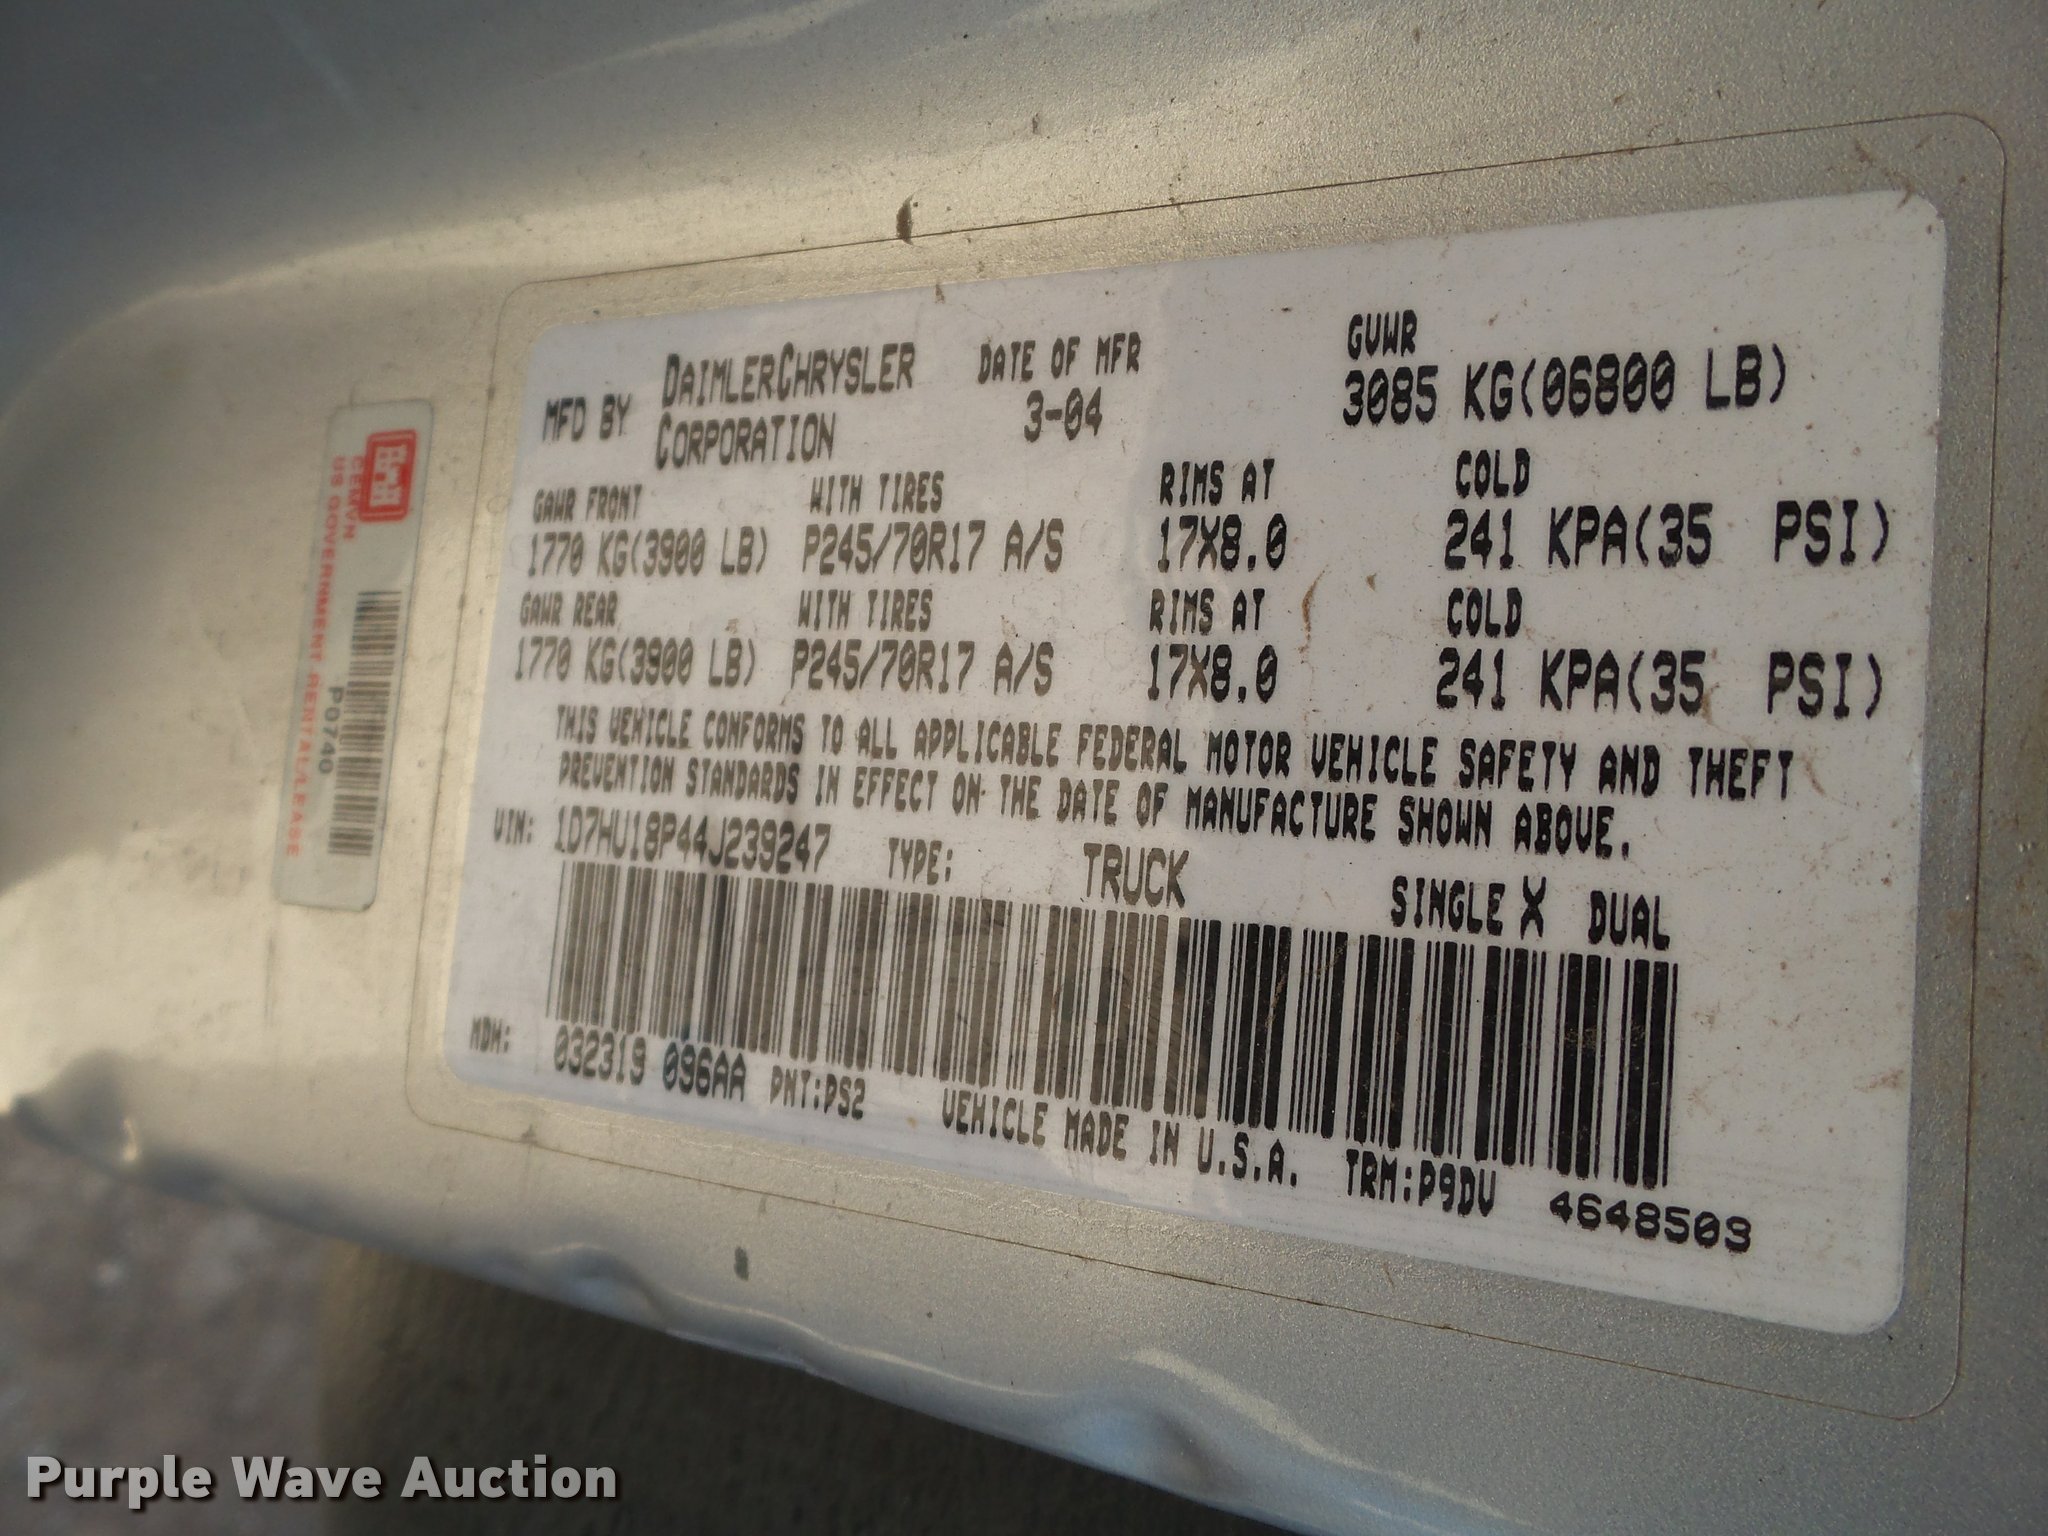 MFD BY DAIMLERCHRYSLER CORPORATION
DATE OF MFR 3-04
GVWR 3085 KG(06800 LB)
GAWR FRONT WITH TIRES RIMS AT COLD
1770 KG(3900 LB) P245/70R17 A/S 17X8.0 241 KPA(35 PSI)
GAWR REAR WITH TIRES RIMS AT COLD
1770 KG(3900 LB) P245/70R17 A/S 17X8.0 241 KPA(35 PSI)
THIS VEHICLE CONFORMS TO ALL APPLICABLE FEDERAL MOTOR VEHICLE SAFETY AND THEFT
PREVENTION STANDARDS IN EFFECT ON THE DATE OF MANUFACTURE SHOWN ABOVE.
VIN: 1D7HU18P44J239247 TYPE: TRUCK SINGLE X DUAL
MDH: 032319 096AA PNT:PS2 VEHICLE MADE IN U.S.A. TRM:P9DV 4648509
CEMVN
US GOVERNMENT RENTAL/LEASE
P0740
Purple Wave Auction